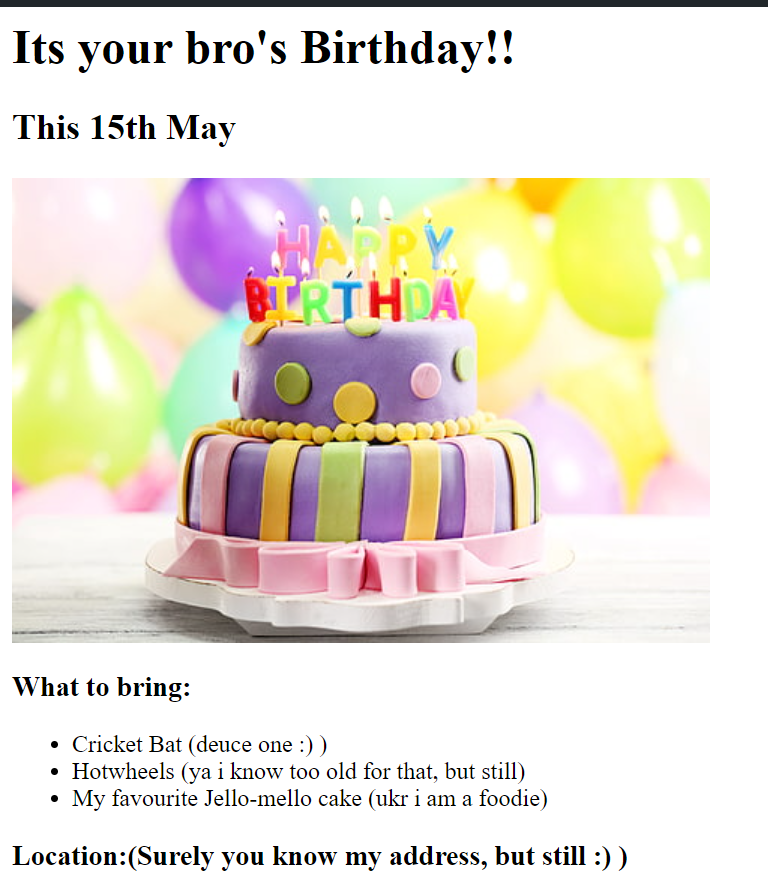 Its your bro's Birthday!!
This 15th May
HAPPY
BIRTHDAY
What to bring:
Cricket Bat (deuce one :) )
Hotwheels (ya i know too old for that, but still)
My favourite Jello-mello cake (ukr i am a foodie)
Location:(Surely you know my address, but still :) )